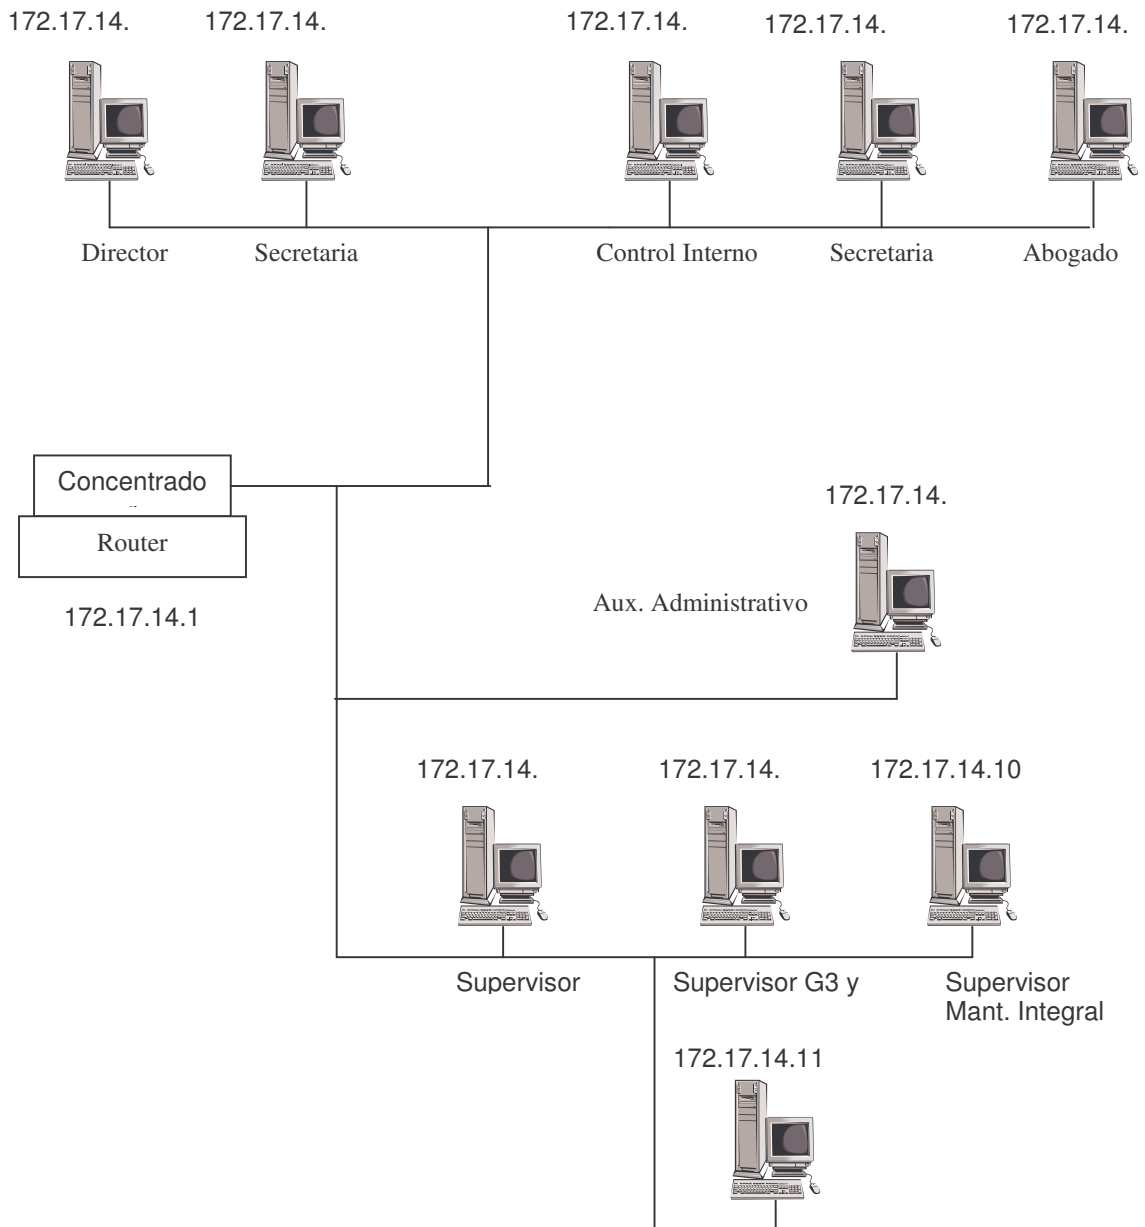 172.17.14.
172.17.14.
172.17.14.
172.17.14.
172.17.14.
Director
Secretaria
Control Interno
Secretaria
Abogado
Concentrado
Router
172.17.14.1
172.17.14.
Aux. Administrativo
172.17.14.
172.17.14.
172.17.14.10
Supervisor
Supervisor G3 y
Supervisor
Mant. Integral
172.17.14.11